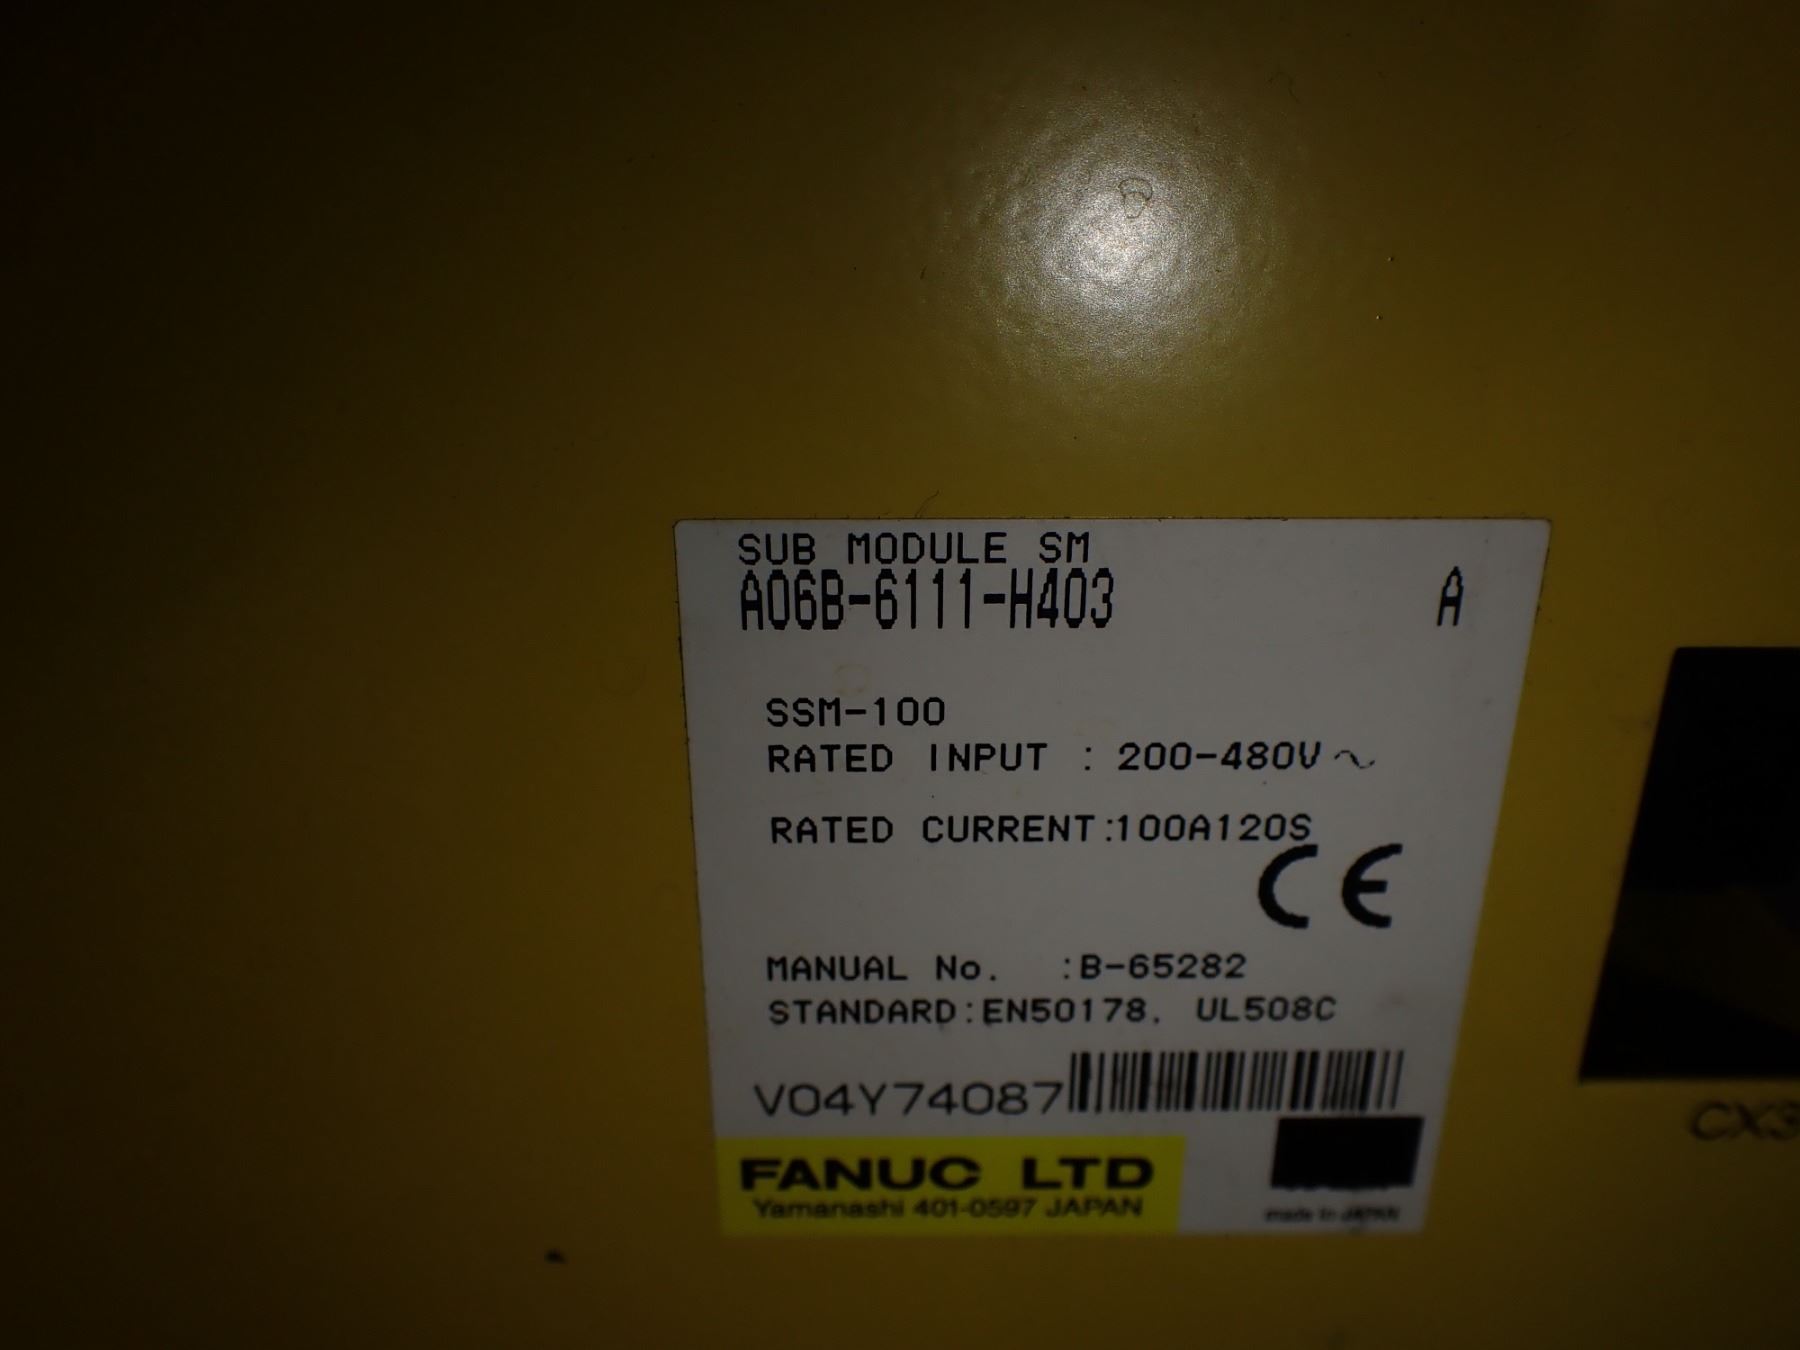 SUB MODULE SM
A06B-6111-H403 A
SSM-100
RATED INPUT : 200-480V~
RATED CURRENT:100A120S
CE
MANUAL No. :B-65282
STANDARD:EN50178. UL508C
V04Y74087
FANUC LTD
Yamanashi 401-0597 JAPAN
made in JAPAN